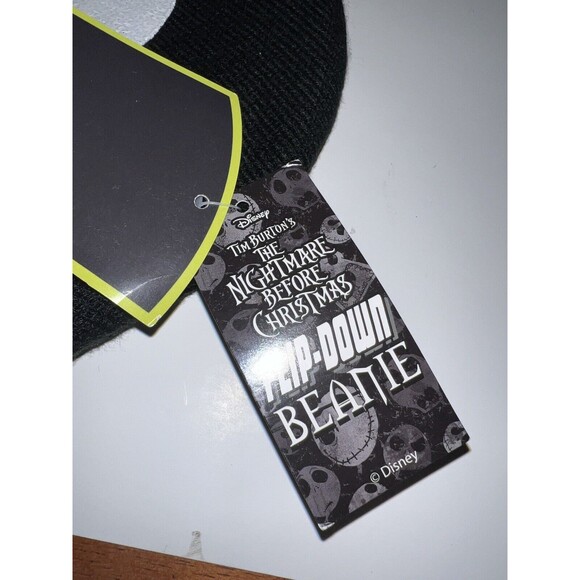 Disney
TIM BURTON'S
THE
NIGHTMARE
BEFORE
CHRISTMAS
FLIP-DOWN
BEANIE
© Disney